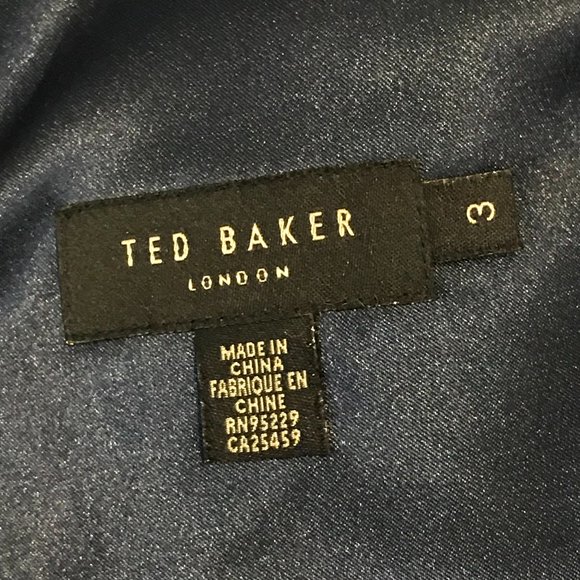 TED BAKER
LONDON
3
MADE IN
CHINA
FABRIQUE EN
CHINE
RN95229
CA25459